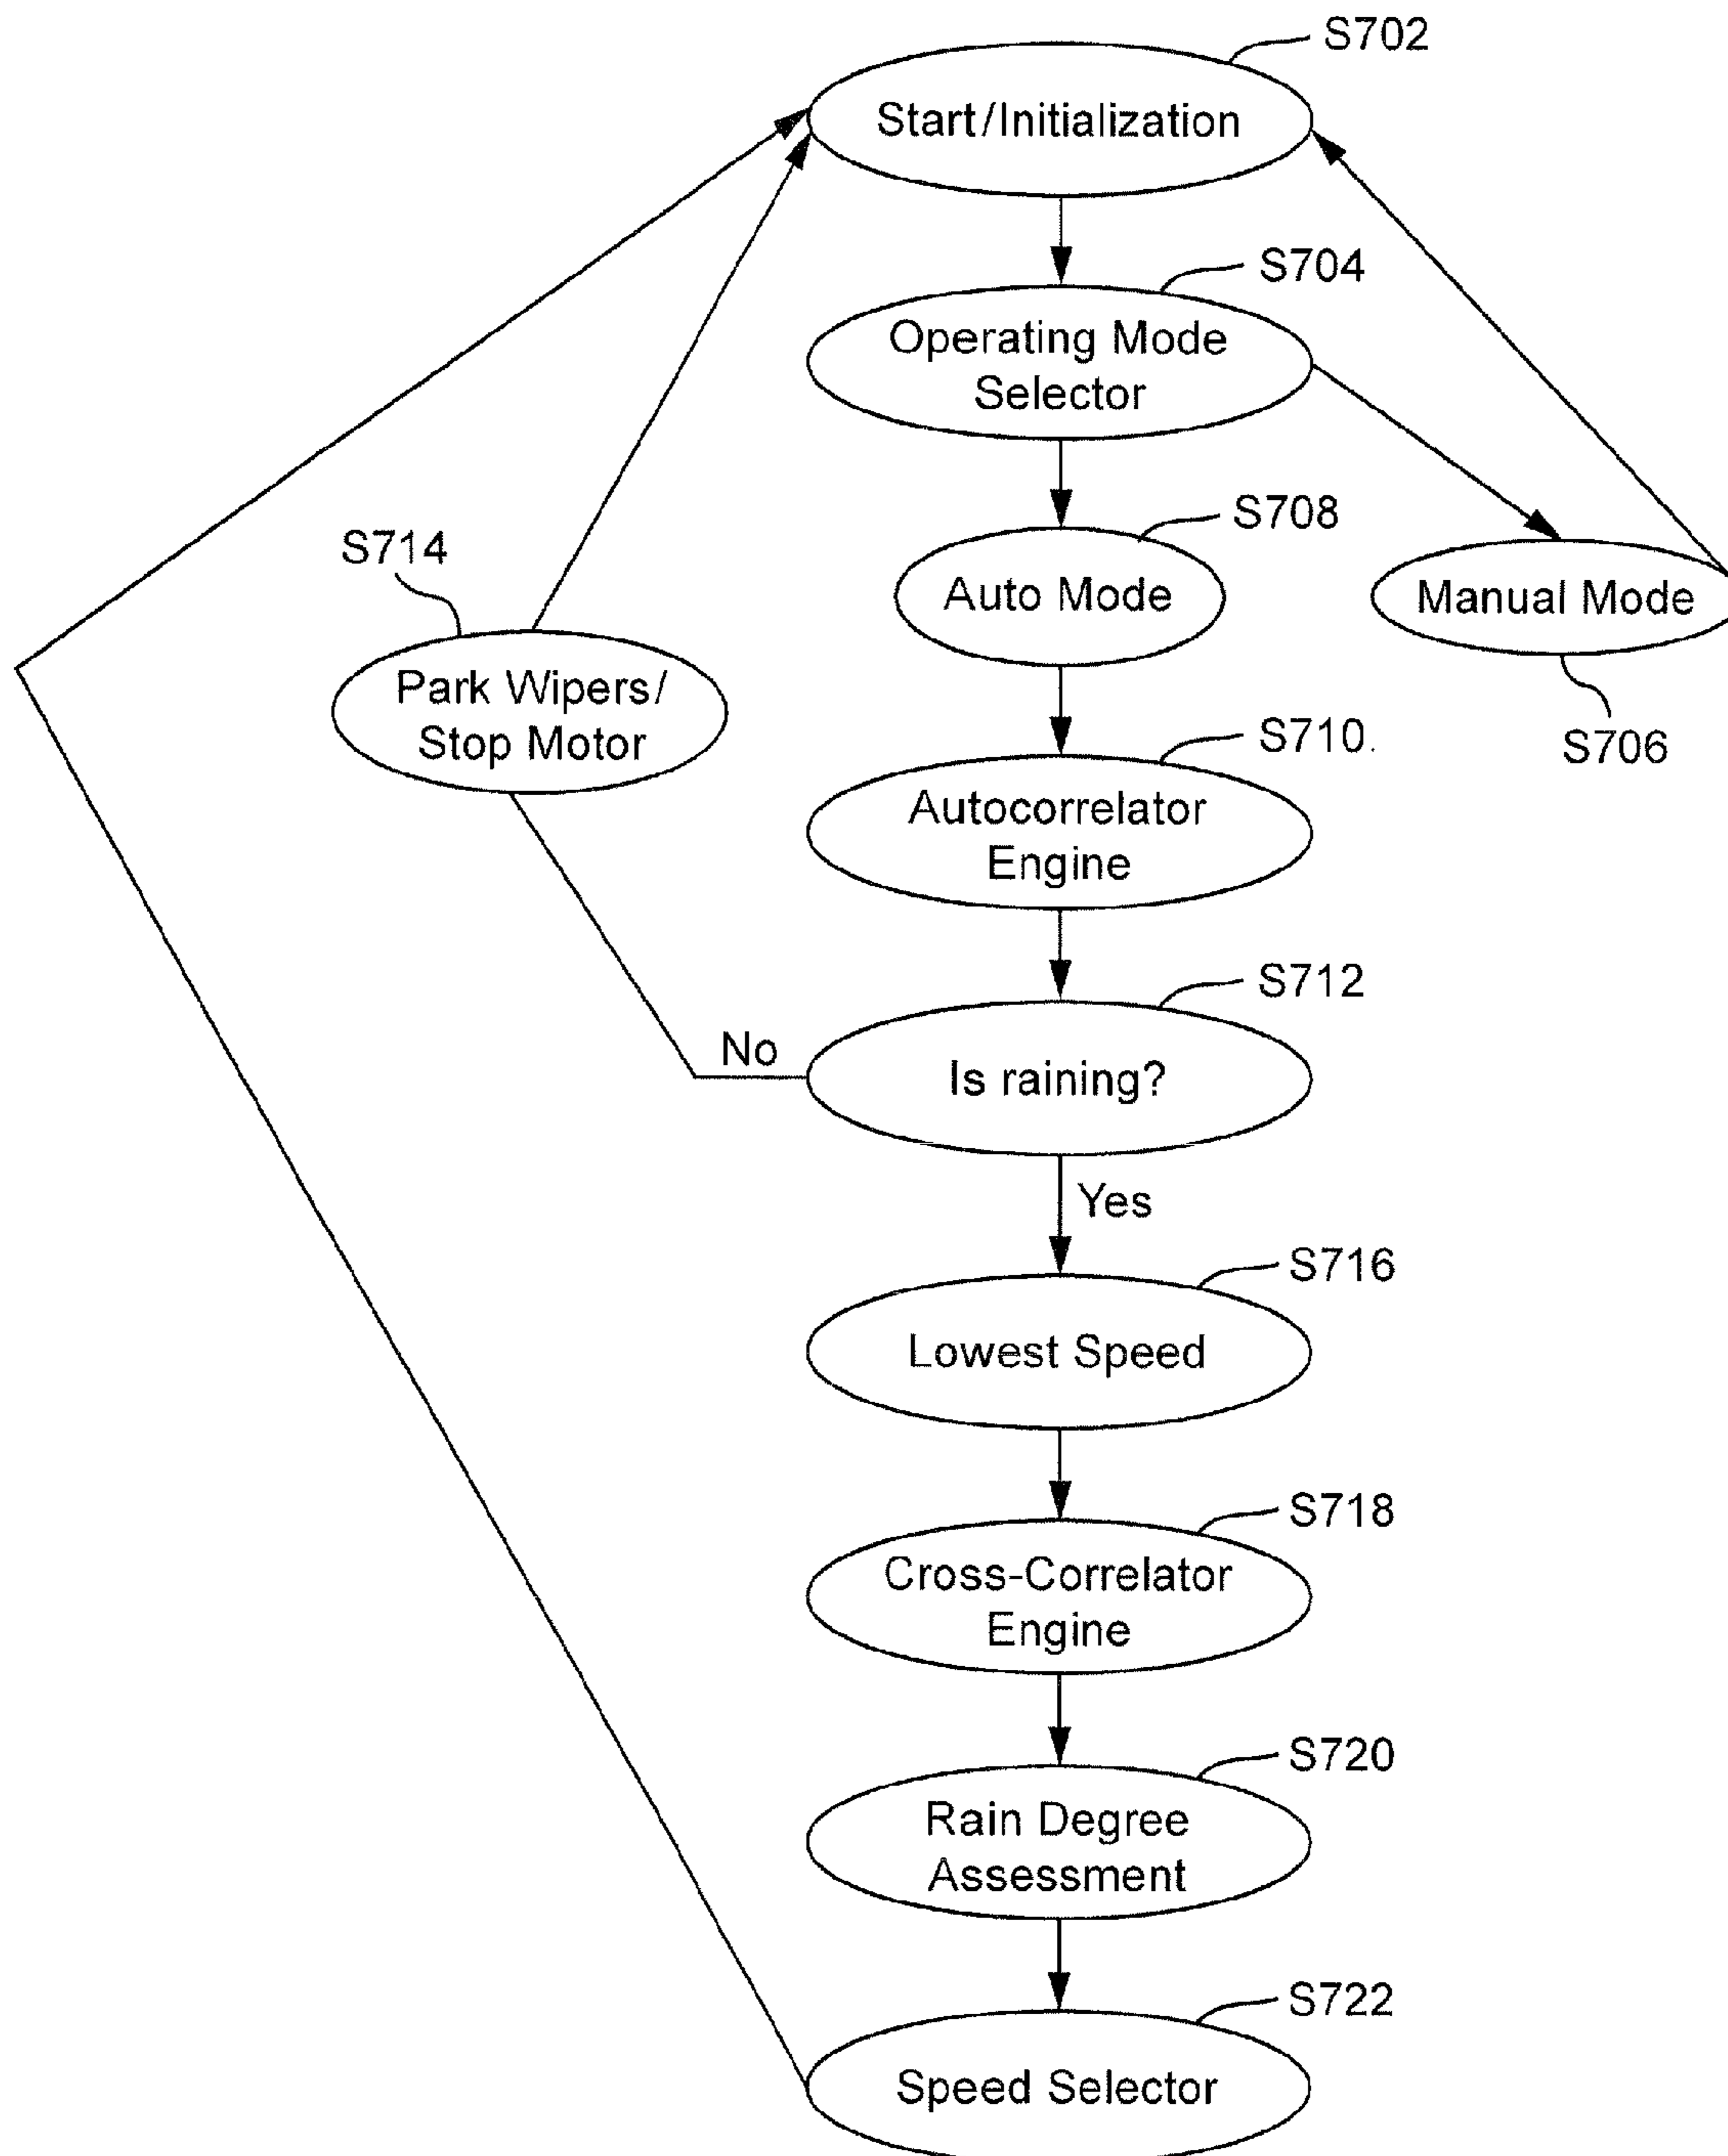 S702
Start/Initialization
S704
Operating Mode
Selector
S708
Auto Mode
Manual Mode
S706
S714
Park Wipers/
Stop Motor
S710.
Autocorrelator
Engine
S712
No
Is raining?
Yes
S716
Lowest Speed
S718
Cross-Correlator
Engine
S720
Rain Degree
Assessment
S722
Speed Selector